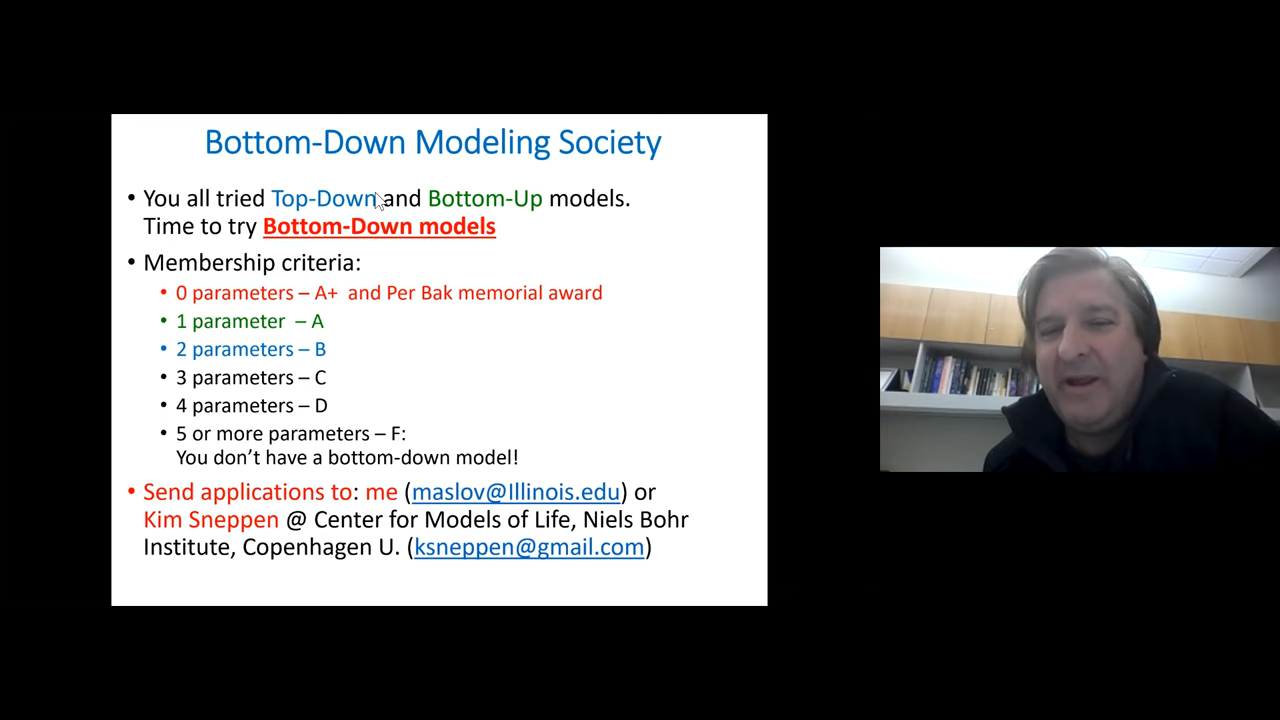 Bottom-Down Modeling Society
• You all tried Top-Down and Bottom-Up models.
Time to try Bottom-Down models
• Membership criteria:
• 0 parameters – A+ and Per Bak memorial award
• 1 parameter – A
• 2 parameters – B
• 3 parameters – C
• 4 parameters – D
• 5 or more parameters – F:
You don’t have a bottom-down model!
• Send applications to: me (maslov@Illinois.edu) or
Kim Sneppen @ Center for Models of Life, Niels Bohr
Institute, Copenhagen U. (ksneppen@gmail.com)